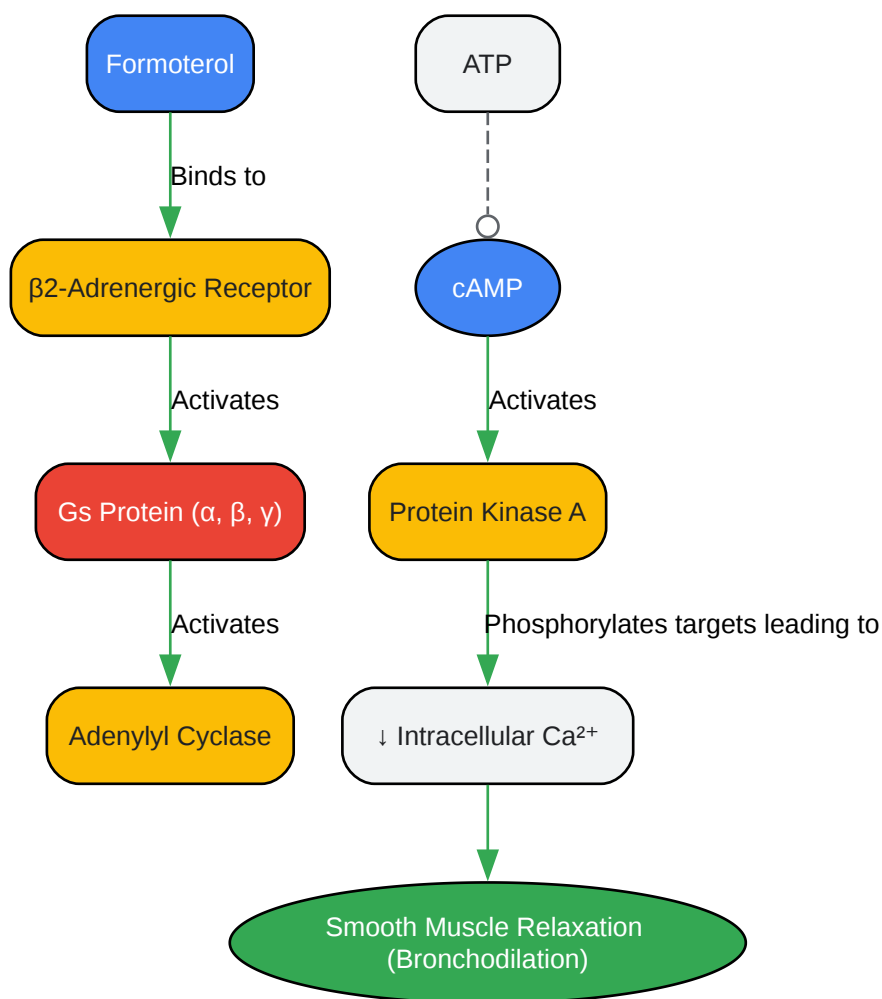 Formoterol
ATP
Binds to
β2-Adrenergic Receptor
cAMP
Activates
Activates
Gs Protein (α, β, γ)
Protein Kinase A
Activates
Phosphorylates targets leading to
Adenylyl Cyclase
↓ Intracellular Ca²⁺
Smooth Muscle Relaxation
(Bronchodilation)